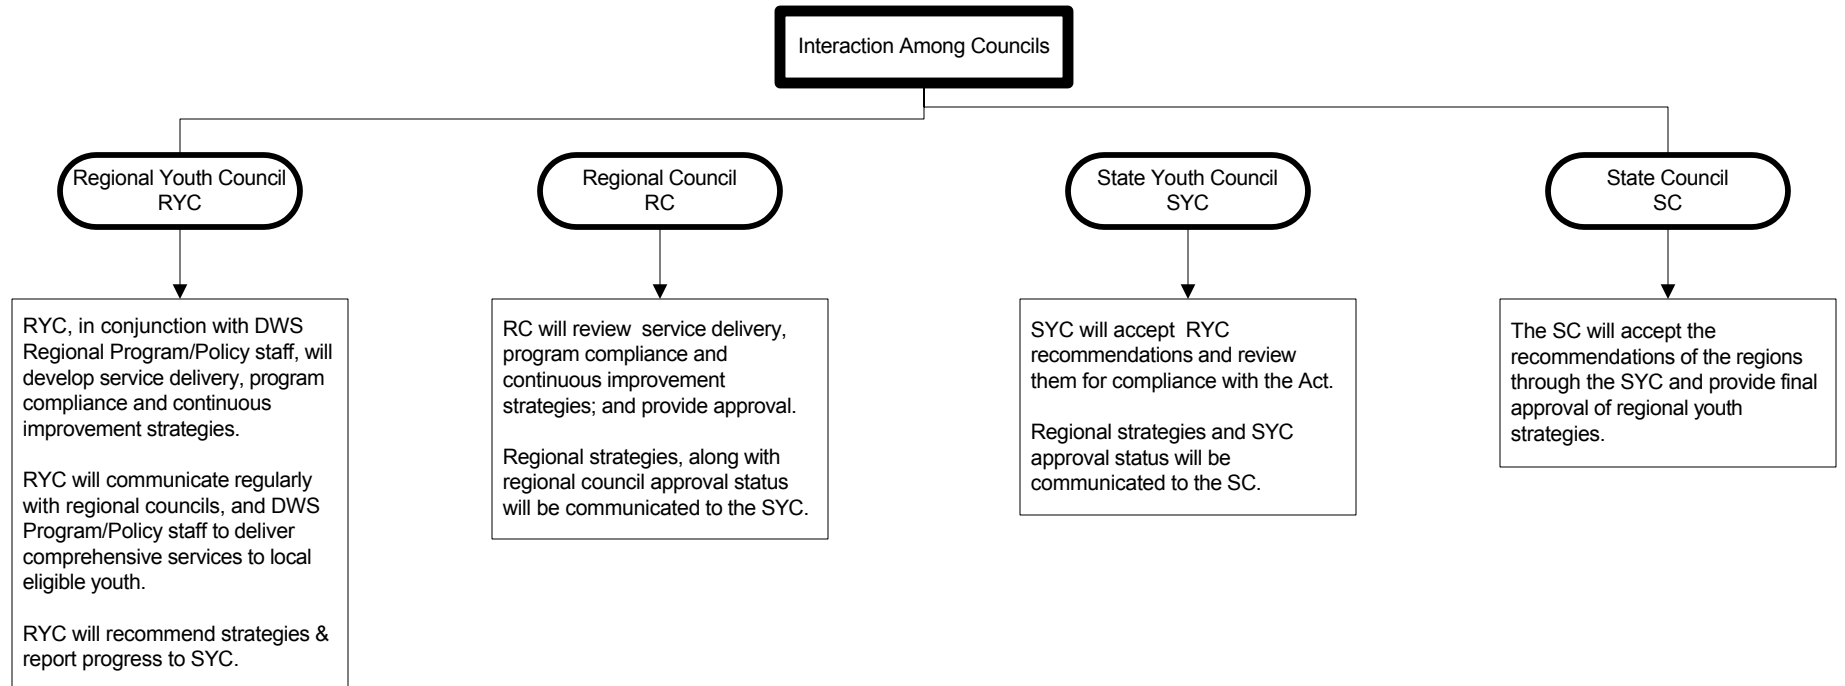 Interaction Among Councils
Regional Youth Council
RYC
Regional Council
RC
State Youth Council
SYC
State Council
SC
RYC, in conjunction with DWS
Regional Program/Policy staff, will
develop service delivery, program
compliance and continuous
improvement strategies.
RYC will communicate regularly
with regional councils, and DWS
Program/Policy staff to deliver
comprehensive services to local
eligible youth.
RYC will recommend strategies &
report progress to SYC.
RC will review  service delivery,
program compliance and
continuous improvement
strategies; and provide approval.
Regional strategies, along with
regional council approval status
will be communicated to the SYC.
SYC will accept  RYC
recommendations and review
them for compliance with the Act.
Regional strategies and SYC
approval status will be
communicated to the SC.
The SC will accept the
recommendations of the regions
through the SYC and provide final
approval of regional youth
strategies.